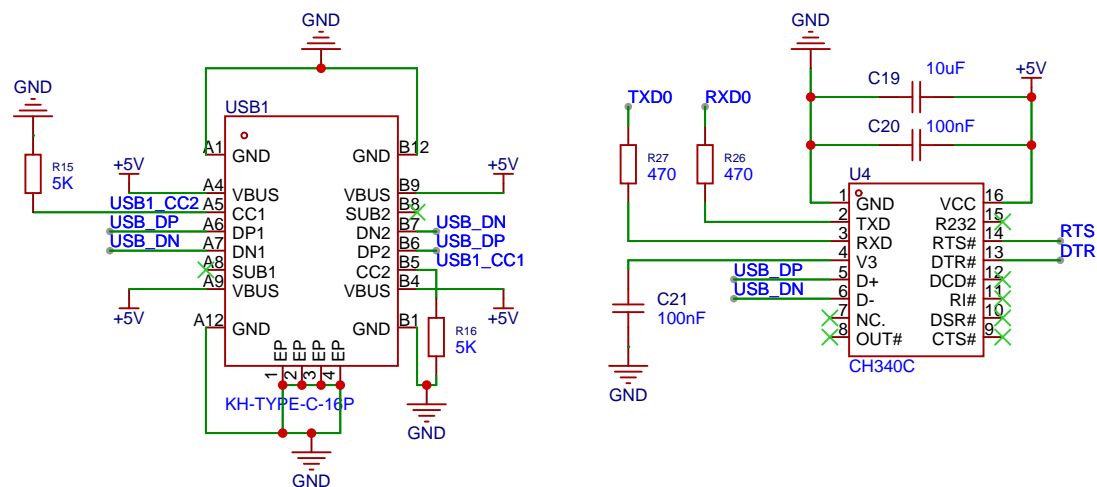 GND
USB1
GND
R15
5K
+5V
+5V
A1
GND
GND
B12
A4
VBUS
VBUS
B9
USB1_CC2
A5
CC1
SUB2
B8
USB_DP
A6
DP1
DN2
B7
USB_DN
USB_DN
A7
DN1
DP2
B6
USB_DP
A8
SUB1
CC2
B5
USB1_CC1
A9
VBUS
VBUS
B4
+5V
+5V
A12
GND
GND
B1
R16
5K
EP
EP
EP
EP
1
2
3
4
KH-TYPE-C-16P
GND
GND
GND
C19
10uF
+5V
C20
100nF
TXD0
RXD0
R27
470
R26
470
U4
1
GND
VCC
16
2
TXD
R232
15
3
RXD
RTS#
14
RTS
4
V3
DTR#
13
DTR
USB_DP
5
D+
DCD#
12
USB_DN
6
D-
RI#
11
7
NC.
DSR#
10
8
OUT#
CTS#
9
CH340C
C21
100nF
GND